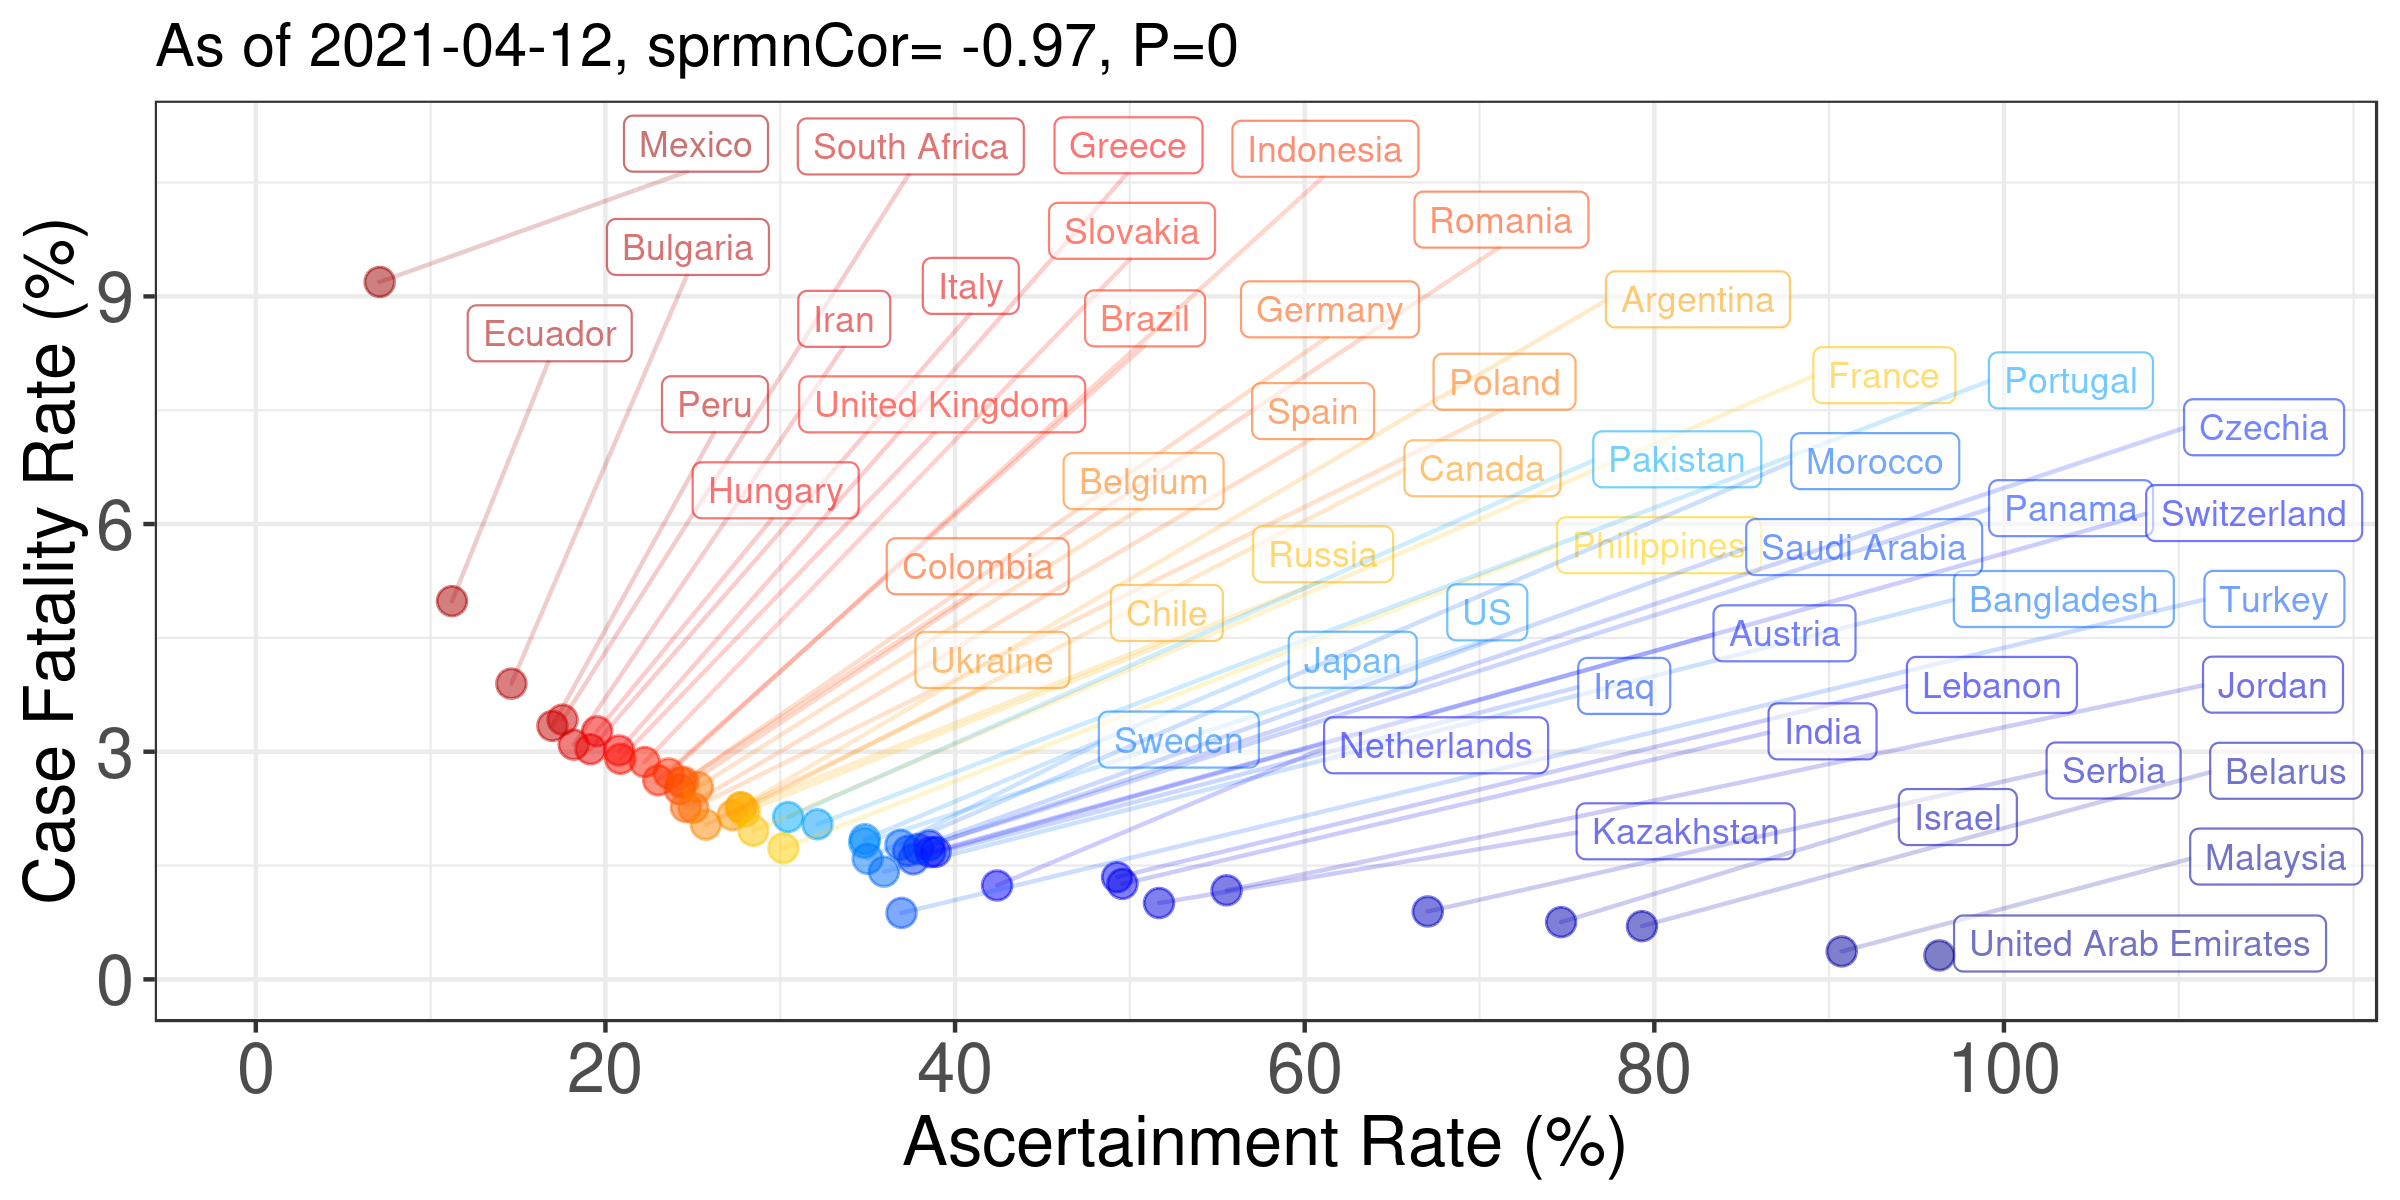 As of 2021-04-12, sprmnCor= -0.97, P=0
Case Fatality Rate (%)
9
6
3
0
Mexico
South Africa
Greece
Indonesia
Romania
Slovakia
Bulgaria
Italy
Argentina
Germany
Brazil
Iran
Ecuador
France
Portugal
Poland
Peru
United Kingdom
Spain
Czechia
Pakistan
Morocco
Canada
Belgium
Hungary
Panama
Switzerland
Philippines
Saudi Arabia
Russia
Colombia
Bangladesh
Turkey
US
Chile
Austria
Ukraine
Japan
Iraq
Lebanon
Jordan
India
Sweden
Netherlands
Serbia
Belarus
Israel
Kazakhstan
Malaysia
United Arab Emirates
0
20
40
60
80
100
Ascertainment Rate (%)